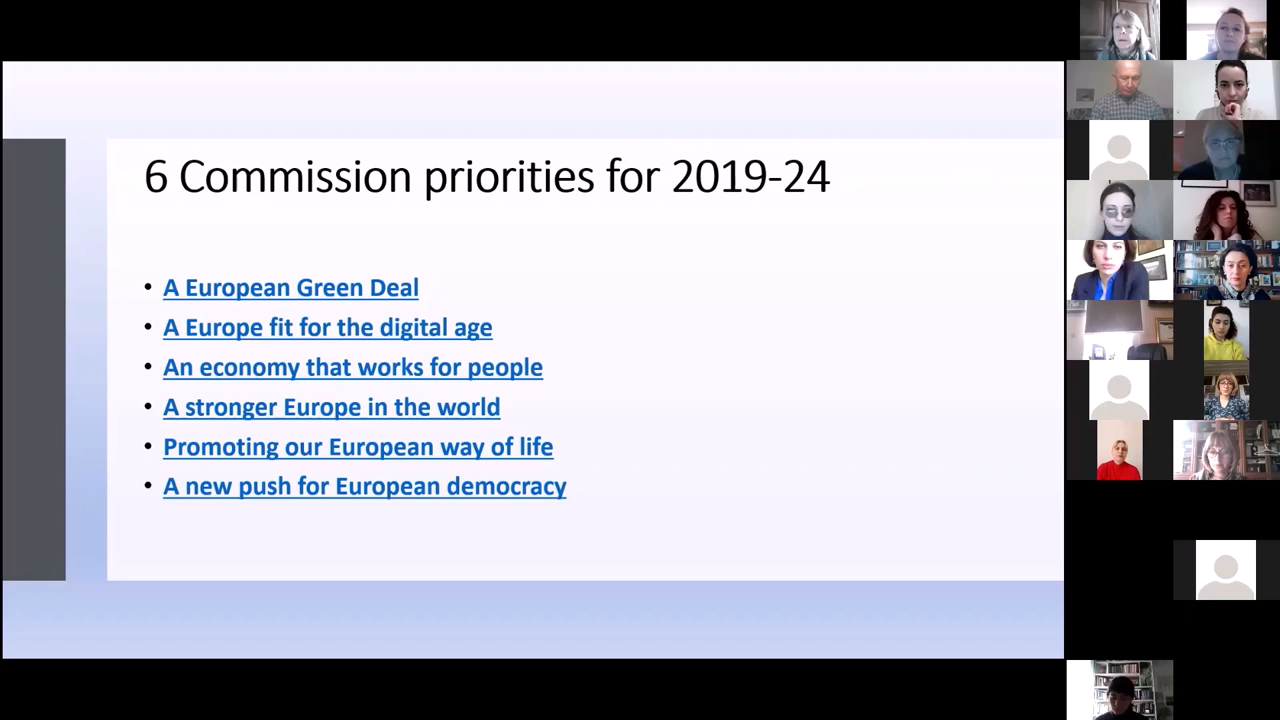 6 Commission priorities for 2019-24
• A European Green Deal
• A Europe fit for the digital age
• An economy that works for people
• A stronger Europe in the world
• Promoting our European way of life
• A new push for European democracy